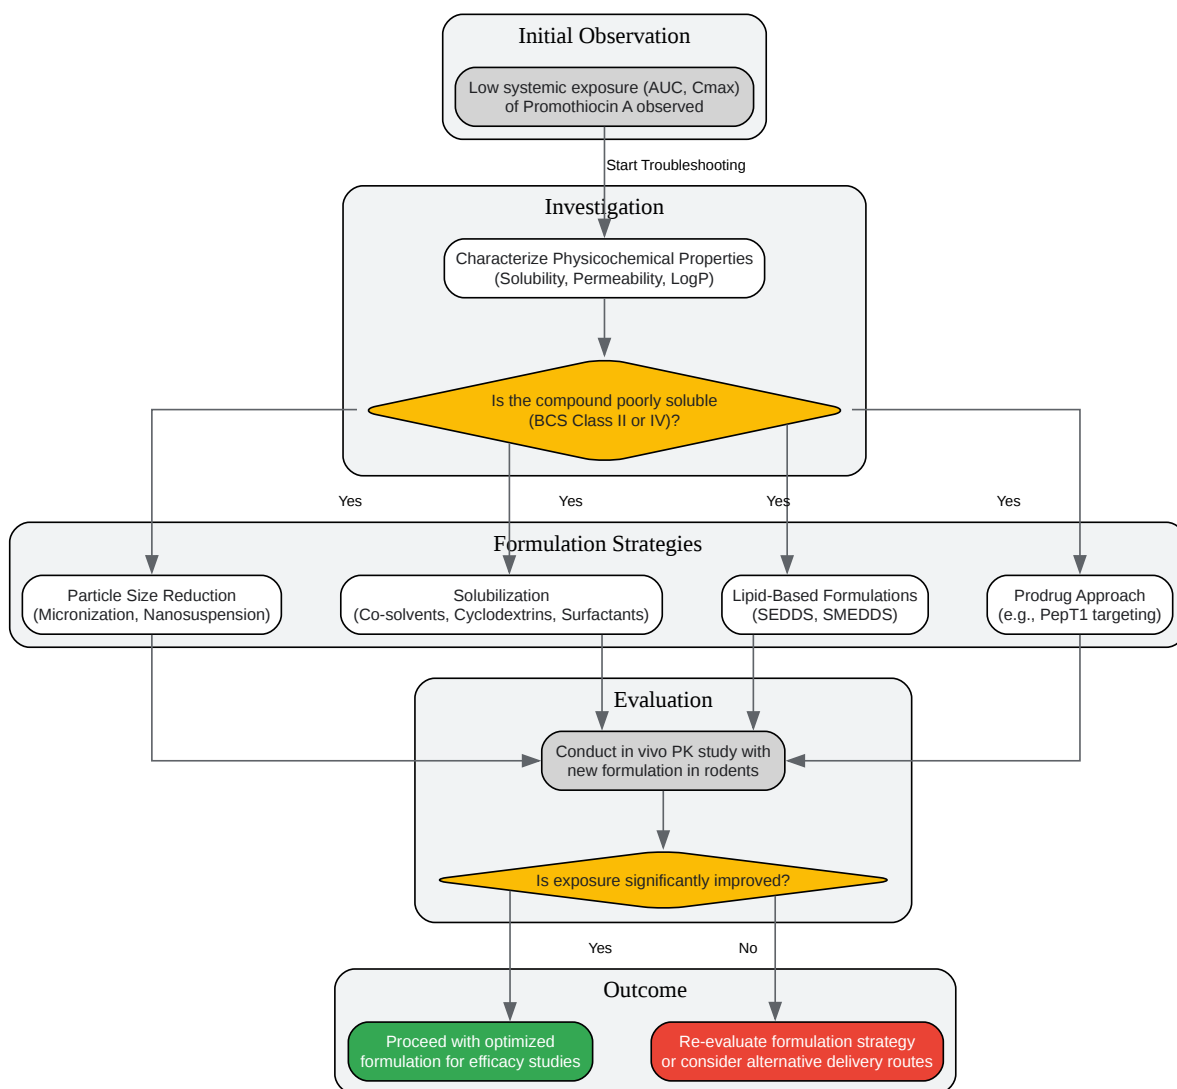 Initial Observation
Low systemic exposure (AUC, Cmax)
of Promothiocin A observed
Start Troubleshooting
Investigation
Characterize Physicochemical Properties
(Solubility, Permeability, LogP)
Is the compound poorly soluble
(BCS Class II or IV)?
Yes
Yes
Yes
Yes
Formulation Strategies
Particle Size Reduction
(Micronization, Nanosuspension)
Solubilization
(Co-solvents, Cyclodextrins, Surfactants)
Lipid-Based Formulations
(SEDDS, SMEDDS)
Prodrug Approach
(e.g., PepT1 targeting)
Evaluation
Conduct in vivo PK study with
new formulation in rodents
Is exposure significantly improved?
Yes
No
Outcome
Proceed with optimized
formulation for efficacy studies
Re-evaluate formulation strategy
or consider alternative delivery routes